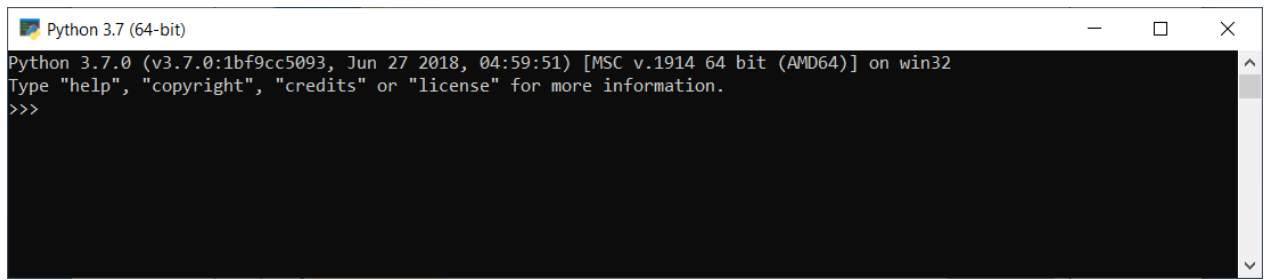 Python 3.7 (64-bit)
Python 3.7.0 (v3.7.0:1bf9cc5093, Jun 27 2018, 04:59:51) [MSC v.1914 64 bit (AMD64)] on win32
Type "help", "copyright", "credits" or "license" for more information.
>>>